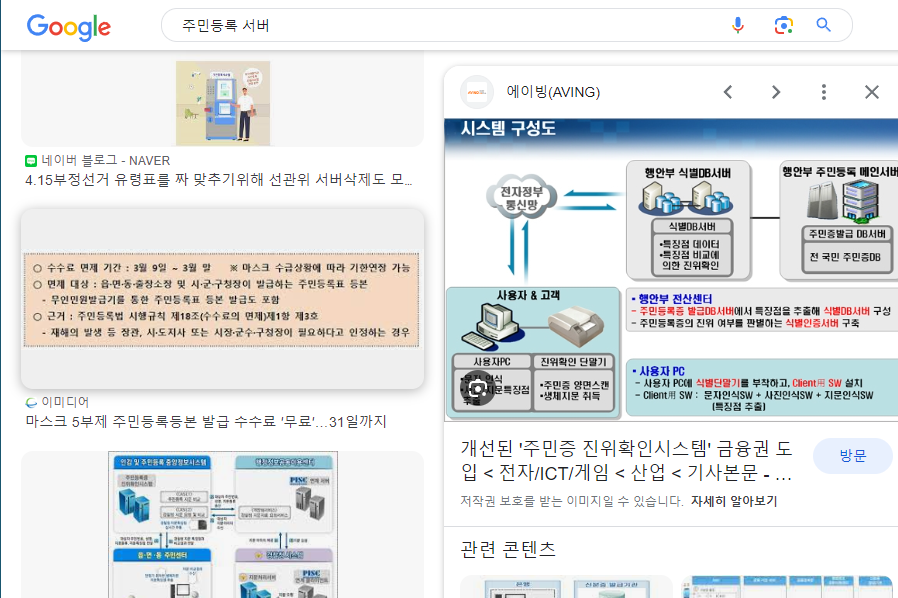 Google
주민등록 서버
네이버 블로그 - NAVER
4.15부정선거 유령표를 짜 맞추기위해 선관위 서버삭제도 모...
○ 수수료 면제 기간 : 3월 9일 ~ 3월 말 ※ 마스크 수급상황에 따라 기한연장 가능
○ 면제 대상 : 읍·면·동·출장소장 및 시·군·구청장이 발급하는 주민등록표 등본
- 무인민원발급기를 통한 주민등록표 등본 발급도 포함
○ 근거 : 주민등록법 시행규칙 제18조(수수료의 면제)제1항 제3호
- 재해의 발생 등 장관, 시·도지사 또는 시장·군수·구청장이 필요하다고 인정하는 경우
이미디어
마스크 5부제 주민등록등본 발급 수수료 ‘무료’...31일까지
읍·면·동 주민센터
에이빙(AVING)
시스템 구성도
전자정부
통신망
행안부 식별DB서버
식별DB서버
•특징점 데이터
•특징점 비교에
의한 진위확인
행안부 주민등록 메인서버
주민증발급 DB서버
전 국민 주민증DB
사용자 & 고객
사용자PC
진위확인 단말기
•주민증 양면스캔
•생체지문 취득
• 행안부 전산센터
- 주민등록증 발급DB서버에서 특징점을 추출해 식별DB서버 구성
- 주민등록증의 진위 여부를 판별하는 식별인증서버 구축
• 사용자 PC
- 사용자 PC에 식별단말기를 부착하고, Client用 SW 설치
- Client用 SW : 문자인식SW + 사진인식SW + 지문인식SW
(특징점 추출)
개선된 '주민증 진위확인시스템' 금융권 도
입 < 전자/ICT/게임 < 산업 < 기사본문 - ...
방문
저작권 보호를 받는 이미지일 수 있습니다. 자세히 알아보기
관련 콘텐츠
은행